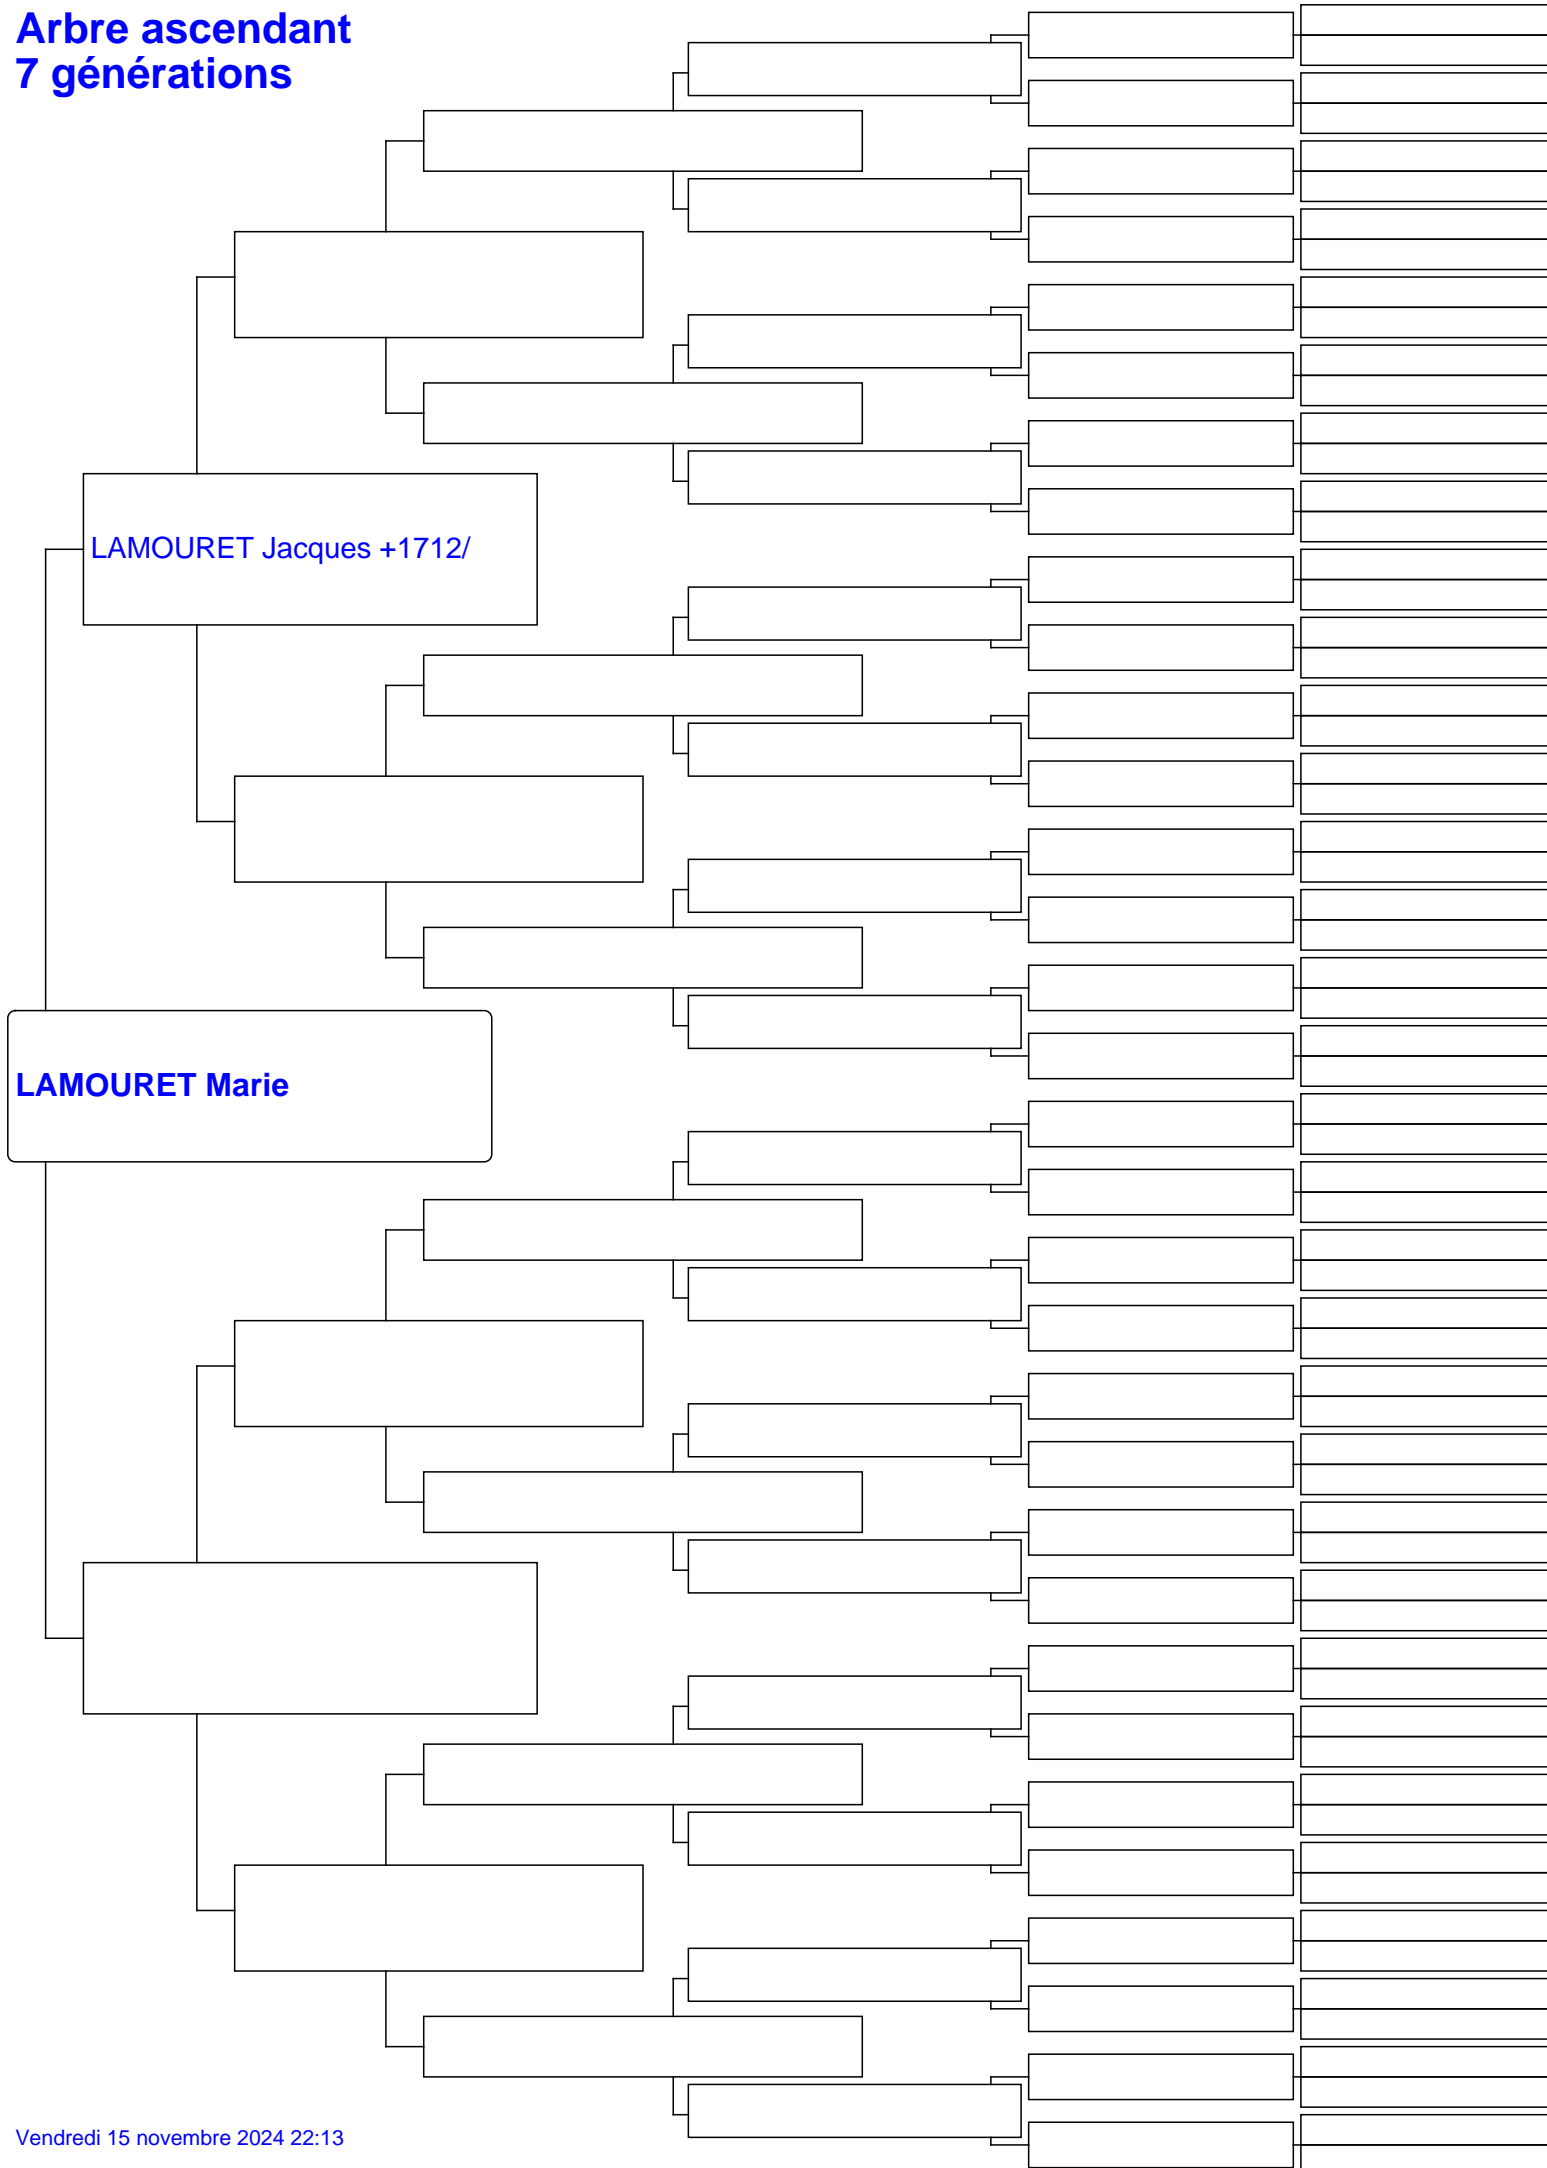 Arbre ascendant
7 générations
LAMOURET Jacques +1712/
LAMOURET Marie
Vendredi 15 novembre 2024 22:13